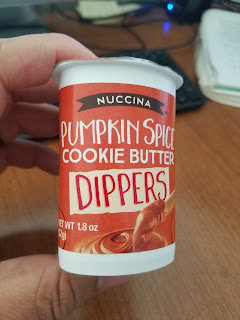 NUCCINA
PUMPKIN SPICE
COOKIE BUTTER
DIPPERS
ET WT 1.8 oz